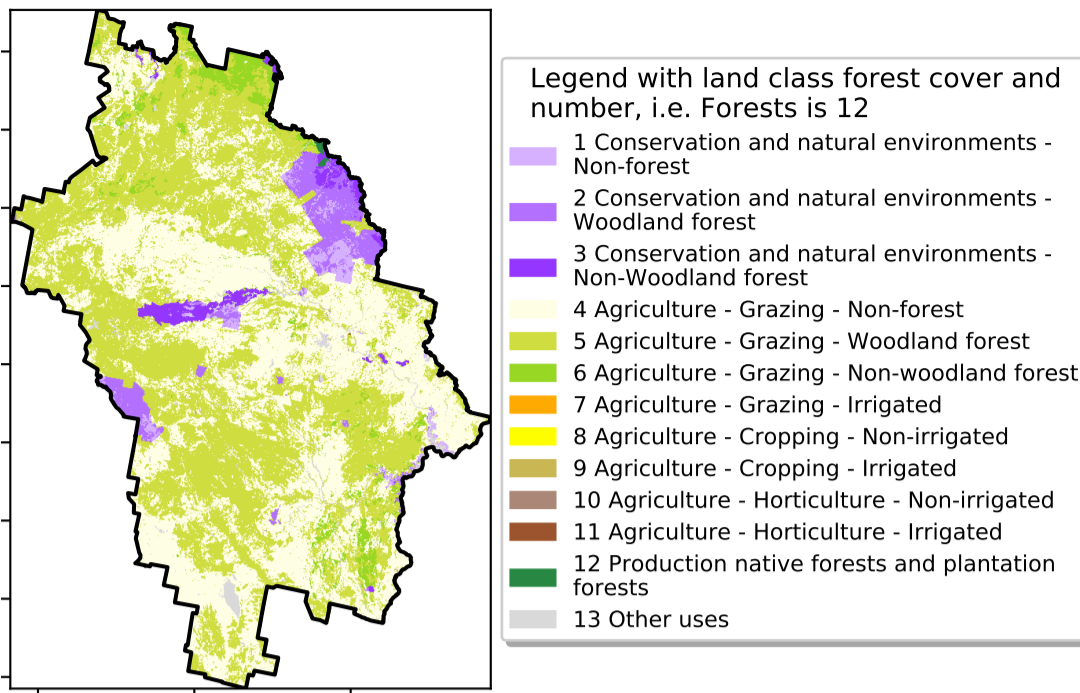 Legend with land class forest cover and
number, i.e. Forests is 12
1 Conservation and natural environments -
Non-forest
2 Conservation and natural environments -
Woodland forest
3 Conservation and natural environments -
Non-Woodland forest
4 Agriculture - Grazing - Non-forest
5 Agriculture - Grazing - Woodland forest
6 Agriculture - Grazing - Non-woodland forest
7 Agriculture - Grazing - Irrigated
8 Agriculture - Cropping - Non-irrigated
9 Agriculture - Cropping - Irrigated
10 Agriculture - Horticulture - Non-irrigated
11 Agriculture - Horticulture - Irrigated
12 Production native forests and plantation
forests
13 Other uses